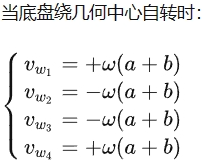 当底盘绕几何中心自转时：
v_{w_1} = +ω(a + b)
v_{w_2} = −ω(a + b)
v_{w_3} = −ω(a + b)
v_{w_4} = +ω(a + b)